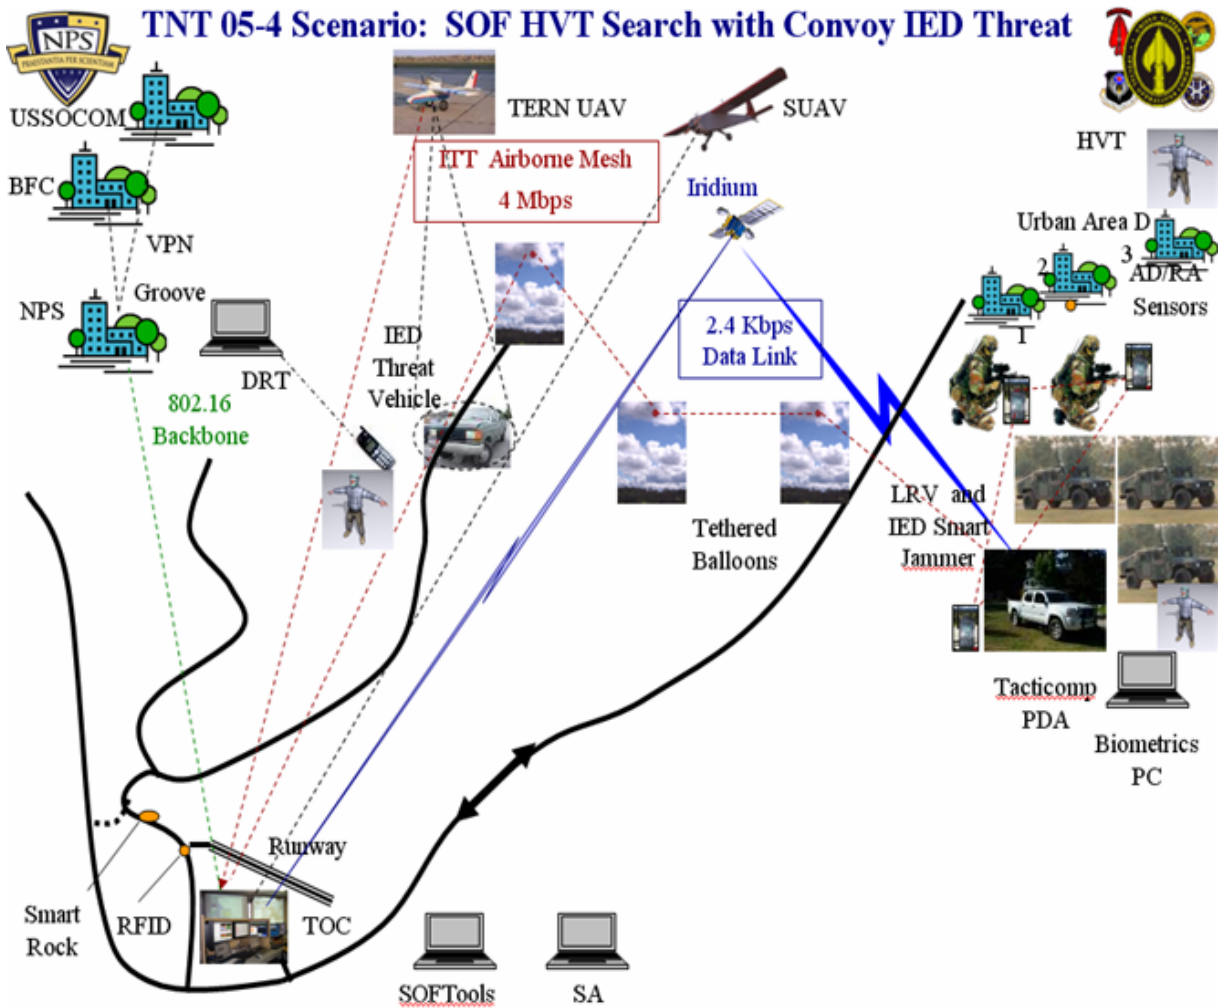 TNT 05-4 Scenario:  SOF HVT Search with Convoy IED Threat
NPS
PRAESTANTIA PER SCIENTIAM
USSOCOM
BFC
VPN
NPS
Groove
DRT
802.16
Backbone
TERN UAV
SUAV
ITT  Airborne Mesh
4 Mbps
Iridium
2.4 Kbps
Data Link
IED
Threat
Vehicle
HVT
Urban Area D
3
2
1
AD/RA
Sensors
Tethered
Balloons
LRV  and
IED Smart
Jammer
Tacticomp
PDA
Biometrics
PC
Runway
Smart
Rock
RFID
TOC
SOFTools
SA